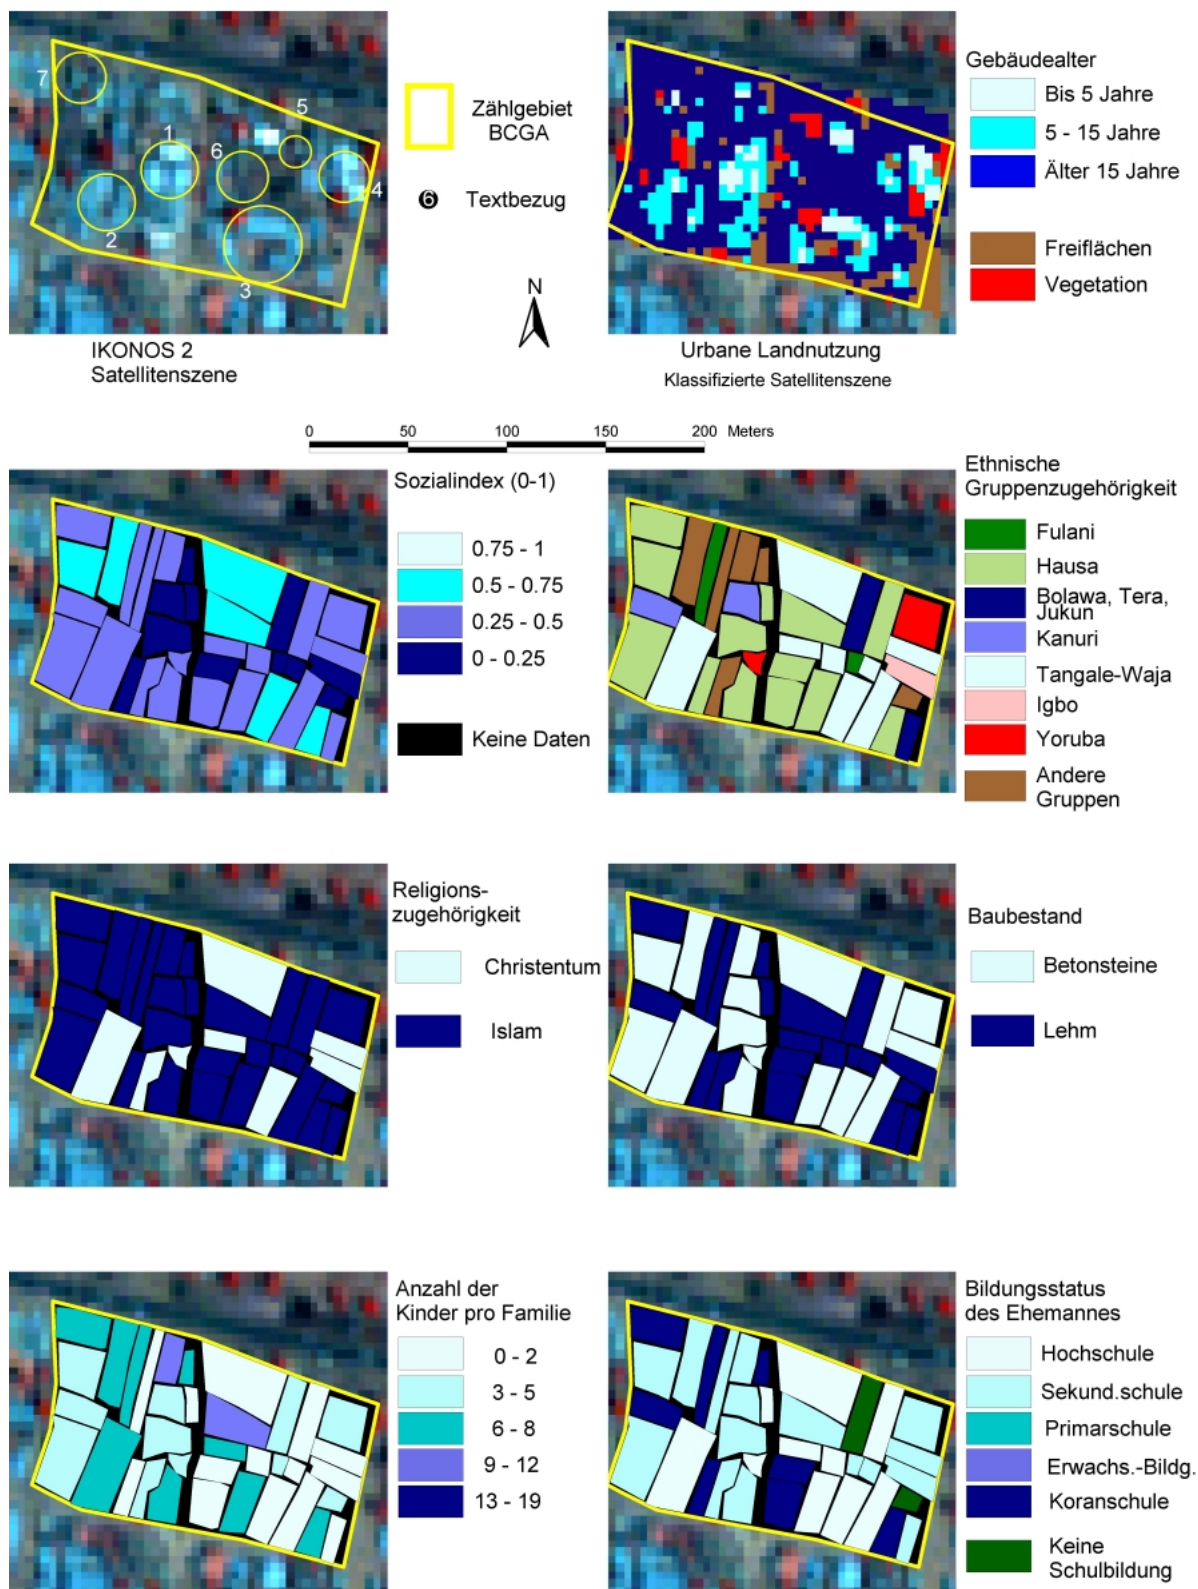 7
1
5
6
4
2
3
Zählgebiet
BCGA
6 Textbezug
N
IKONOS 2
Satellitenszene
Gebäudealter
Bis 5 Jahre
5 - 15 Jahre
Älter 15 Jahre
Freiflächen
Vegetation
Urbane Landnutzung
Klassifizierte Satellitenszene
0 50 100 150 200 Meters
Sozialindex (0-1)
0.75 - 1
0.5 - 0.75
0.25 - 0.5
0 - 0.25
Keine Daten
Ethnische
Gruppenzugehörigkeit
Fulani
Hausa
Bolawa, Tera,
Jukun
Kanuri
Tangale-Waja
Igbo
Yoruba
Andere
Gruppen
Religions-
zugehörigkeit
Christentum
Islam
Baubestand
Betonsteine
Lehm
Anzahl der
Kinder pro Familie
0 - 2
3 - 5
6 - 8
9 - 12
13 - 19
Bildungsstatus
des Ehemannes
Hochschule
Sekund.schule
Primarschule
Erwachs.-Bildg.
Koranschule
Keine
Schulbildung